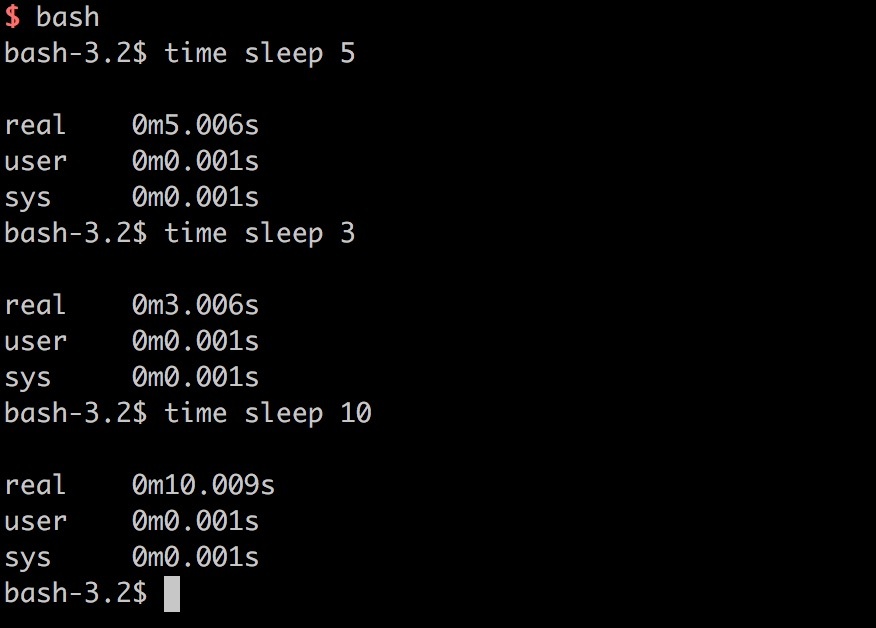 $ bash
bash-3.2$ time sleep 5
real    0m5.006s
user    0m0.001s
sys     0m0.001s
bash-3.2$ time sleep 3
real    0m3.006s
user    0m0.001s
sys     0m0.001s
bash-3.2$ time sleep 10
real    0m10.009s
user    0m0.001s
sys     0m0.001s
bash-3.2$